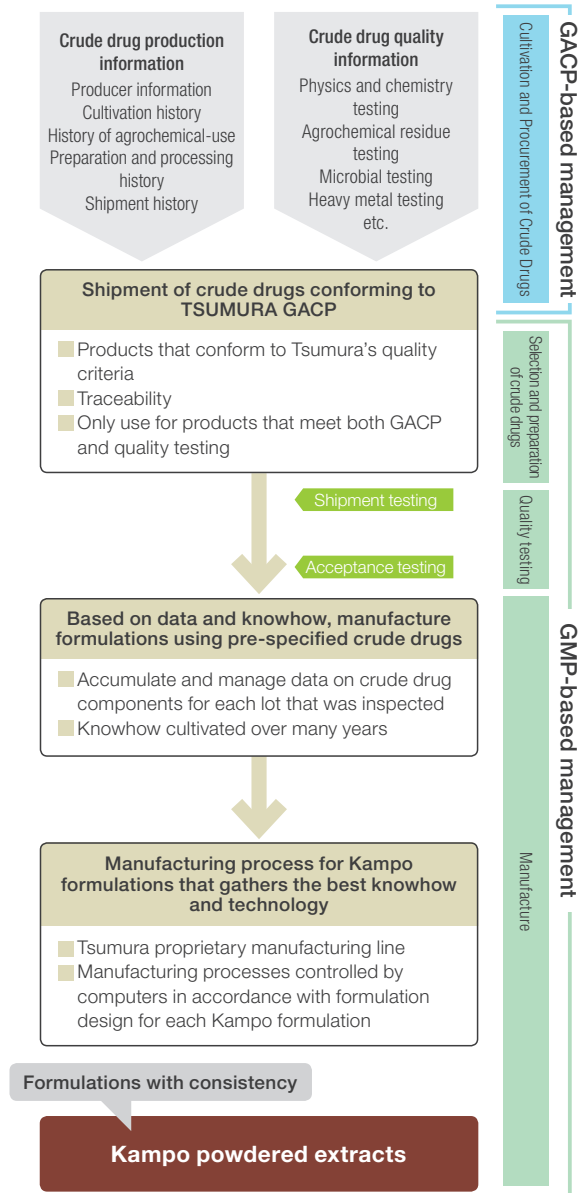 Crude drug production
information
Producer information
Cultivation history
History of agrochemical-use
Preparation and processing
history
Shipment history
Crude drug quality
information
Physics and chemistry
testing
Agrochemical residue
testing
Microbial testing
Heavy metal testing
etc.
Cultivation and Procurement of Crude Drugs
GACP-based management
Shipment of crude drugs conforming to
TSUMURA GACP
Products that conform to Tsumura's quality
criteria
Traceability
Only use for products that meet both GACP
and quality testing
Selection and preparation
of crude drugs
Shipment testing
Acceptance testing
Quality testing
GMP-based management
Based on data and knowhow, manufacture
formulations using pre-specified crude drugs
Accumulate and manage data on crude drug
components for each lot that was inspected
Knowhow cultivated over many years
Manufacture
Manufacturing process for Kampo
formulations that gathers the best knowhow
and technology
Tsumura proprietary manufacturing line
Manufacturing processes controlled by
computers in accordance with formulation
design for each Kampo formulation
Formulations with consistency
Kampo powdered extracts